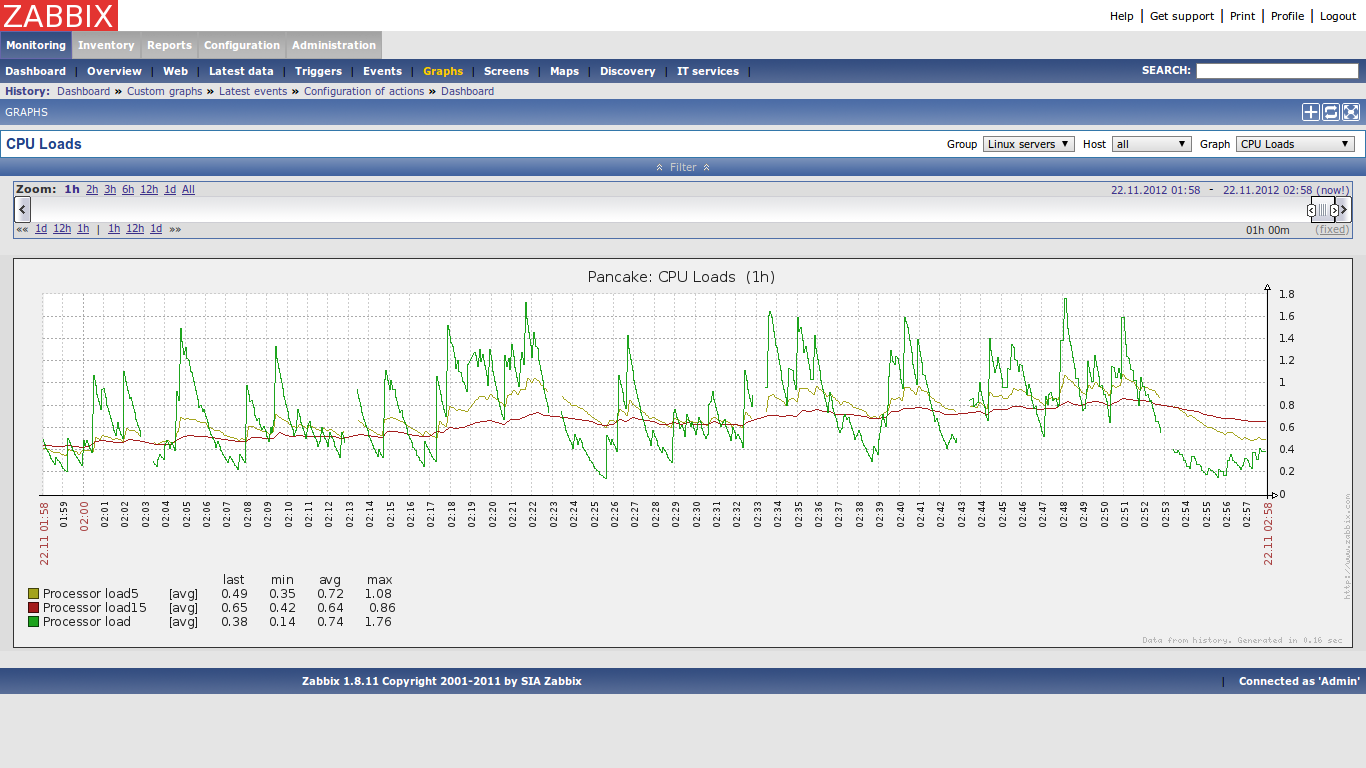 ZABBIX
Help | Get support | Print | Profile | Logout
Monitoring Inventory Reports Configuration Administration
Dashboard | Overview | Web | Latest data | Triggers | Events | Graphs | Screens | Maps | Discovery | IT services |
SEARCH:
History: Dashboard » Custom graphs » Latest events » Configuration of actions » Dashboard
GRAPHS
CPU Loads
Group Linux servers Host all Graph CPU Loads
Filter
Zoom: 1h 2h 3h 6h 12h 1d All
22.11.2012 01:58 - 22.11.2012 02:58 (now!)
«« 1d 12h 1h | 1h 12h 1d »»
01h 00m (fixed)
Pancake: CPU Loads (1h)
1.8
1.6
1.4
1.2
1
0.8
0.6
0.4
0.2
0
22.11 01:58 01:59 02:00 02:01 02:02 02:03 02:04 02:05 02:06 02:07 02:08 02:09 02:10 02:11 02:12 02:13 02:14 02:15 02:16 02:17 02:18 02:19 02:20 02:21 02:22 02:23 02:24 02:25 02:26 02:27 02:28 02:29 02:30 02:31 02:32 02:33 02:34 02:35 02:36 02:37 02:38 02:39 02:40 02:41 02:42 02:43 02:44 02:45 02:46 02:47 02:48 02:49 02:50 02:51 02:52 02:53 02:54 02:55 02:56 02:57 22.11 02:58
last min avg max
Processor load5 [avg] 0.49 0.35 0.72 1.08
Processor load15 [avg] 0.65 0.42 0.64 0.86
Processor load [avg] 0.38 0.14 0.74 1.76
http://www.zabbix.com
Data from history. Generated in 0.16 sec
Zabbix 1.8.11 Copyright 2001-2011 by SIA Zabbix
| Connected as 'Admin'